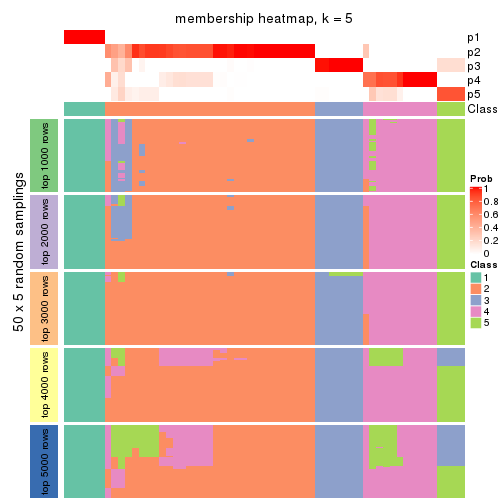 membership heatmap, k = 5
p1
p2
p3
p4
p5
Class
50 x 5 random samplings
top 1000 rows
top 2000 rows
top 3000 rows
top 4000 rows
top 5000 rows
Prob
1
0.8
0.6
0.4
0.2
0
Class
1
2
3
4
5